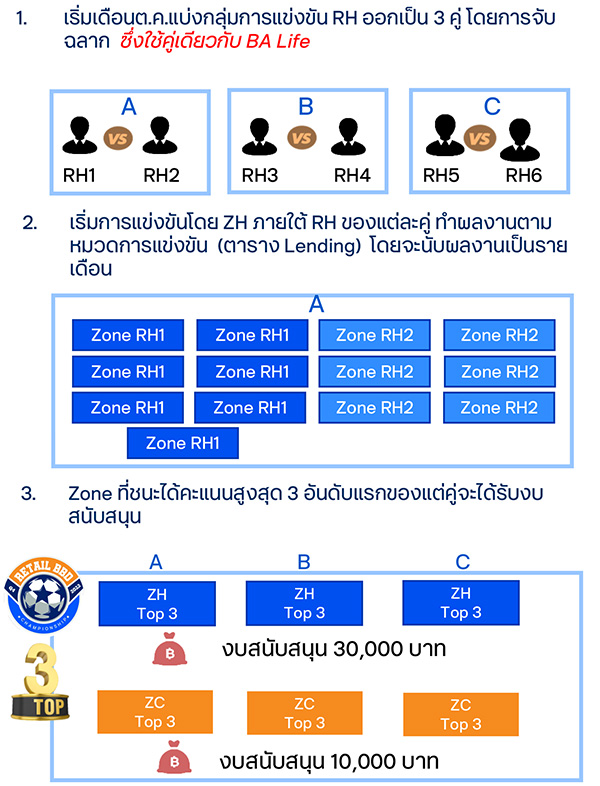 1. เริ่มเดือนต.ค.แบ่งกลุ่มการแข่งขัน RH ออกเป็น 3 คู่ โดยการจับ
ฉลาก ซึ่งใช้คู่เดียวกับ BA Life
A B C
VS VS VS
RH1 RH2 RH3 RH4 RH5 RH6
2. เริ่มการแข่งขันโดย ZH ภายใต้ RH ของแต่ละคู่ ทำผลงานตาม
หมวดการแข่งขัน (ตาราง Lending) โดยจะนับผลงานเป็นราย
เดือน
A
Zone RH1 Zone RH1 Zone RH2 Zone RH2
Zone RH1 Zone RH1 Zone RH2 Zone RH2
Zone RH1 Zone RH1 Zone RH2 Zone RH2
Zone RH1
3. Zone ที่ชนะได้คะแนนสูงสุด 3 อันดับแรกของแต่คู่จะได้รับงบ
สนับสนุน
A B C
RETAIL BBD
CHAMPIONSHIP
ZH ZH ZH
Top 3 Top 3 Top 3
฿ งบสนับสนุน 30,000 บาท
3
TOP
ZC ZC ZC
Top 3 Top 3 Top 3
฿ งบสนับสนุน 10,000 บาท